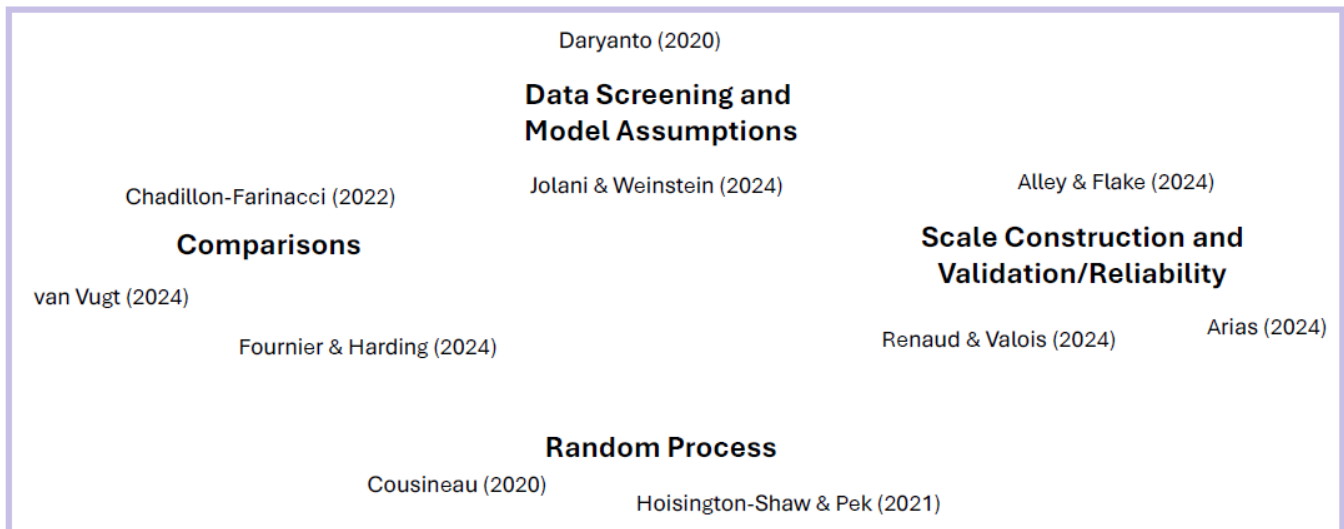 Daryanto (2020)
Data Screening and
Model Assumptions
Jolani & Weinstein (2024)
Chadillon-Farinacci (2022)
Comparisons
van Vugt (2024)
Fournier & Harding (2024)
Alley & Flake (2024)
Scale Construction and
Validation/Reliability
Renaud & Valois (2024)
Arias (2024)
Random Process
Cousineau (2020)
Hoisington-Shaw & Pek (2021)